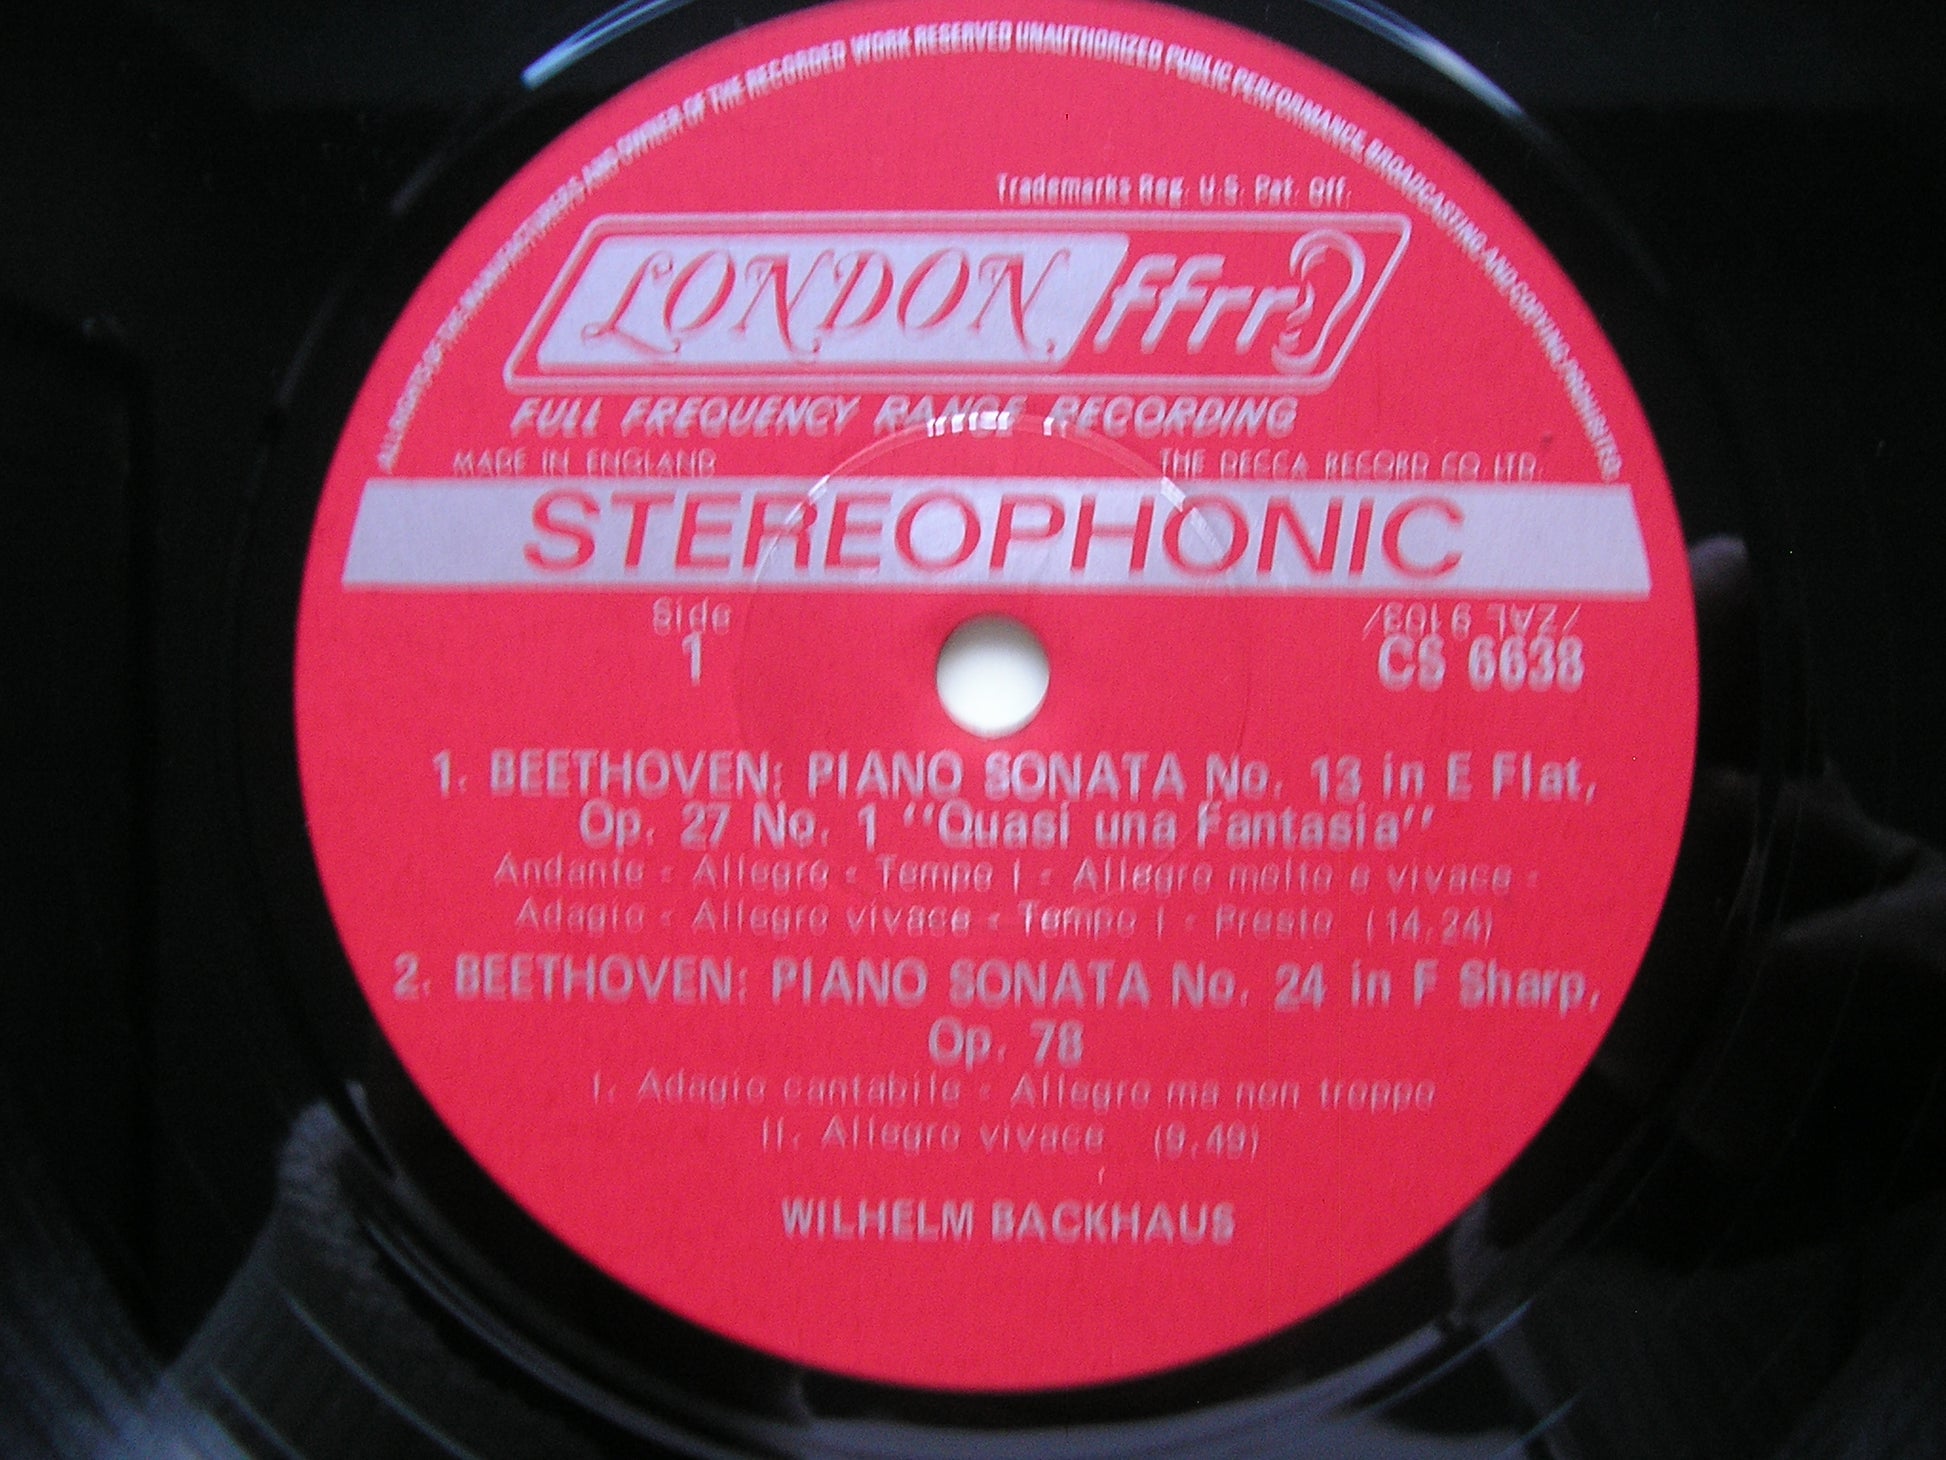 ALL RIGHTS OF THE MANUFACTURERS AND OWNER OF THE RECORDED WORK RESERVED UNAUTHORIZED PUBLIC PERFORMANCE, BROADCASTING AND COPYING PROHIBITED
Trademarks Reg. U.S. Pat. Off.
LONDON ffrr
FULL FREQUENCY RANGE RECORDING
MADE IN ENGLAND THE DECCA RECORD CO. LTD.
STEREOPHONIC
Side /ZAL 9103/
1 CS 6638
1. BEETHOVEN: PIANO SONATA No. 13 in E Flat,
Op. 27 No. 1 "Quasi una Fantasia"
Andante - Allegro - Tempo I - Allegro molto e vivace -
Adagio - Allegro vivace - Tempo I - Presto (14.24)
2. BEETHOVEN: PIANO SONATA No. 24 in F Sharp,
Op. 78
I. Adagio cantabile - Allegro ma non troppo
II. Allegro vivace (9.49)
WILHELM BACKHAUS